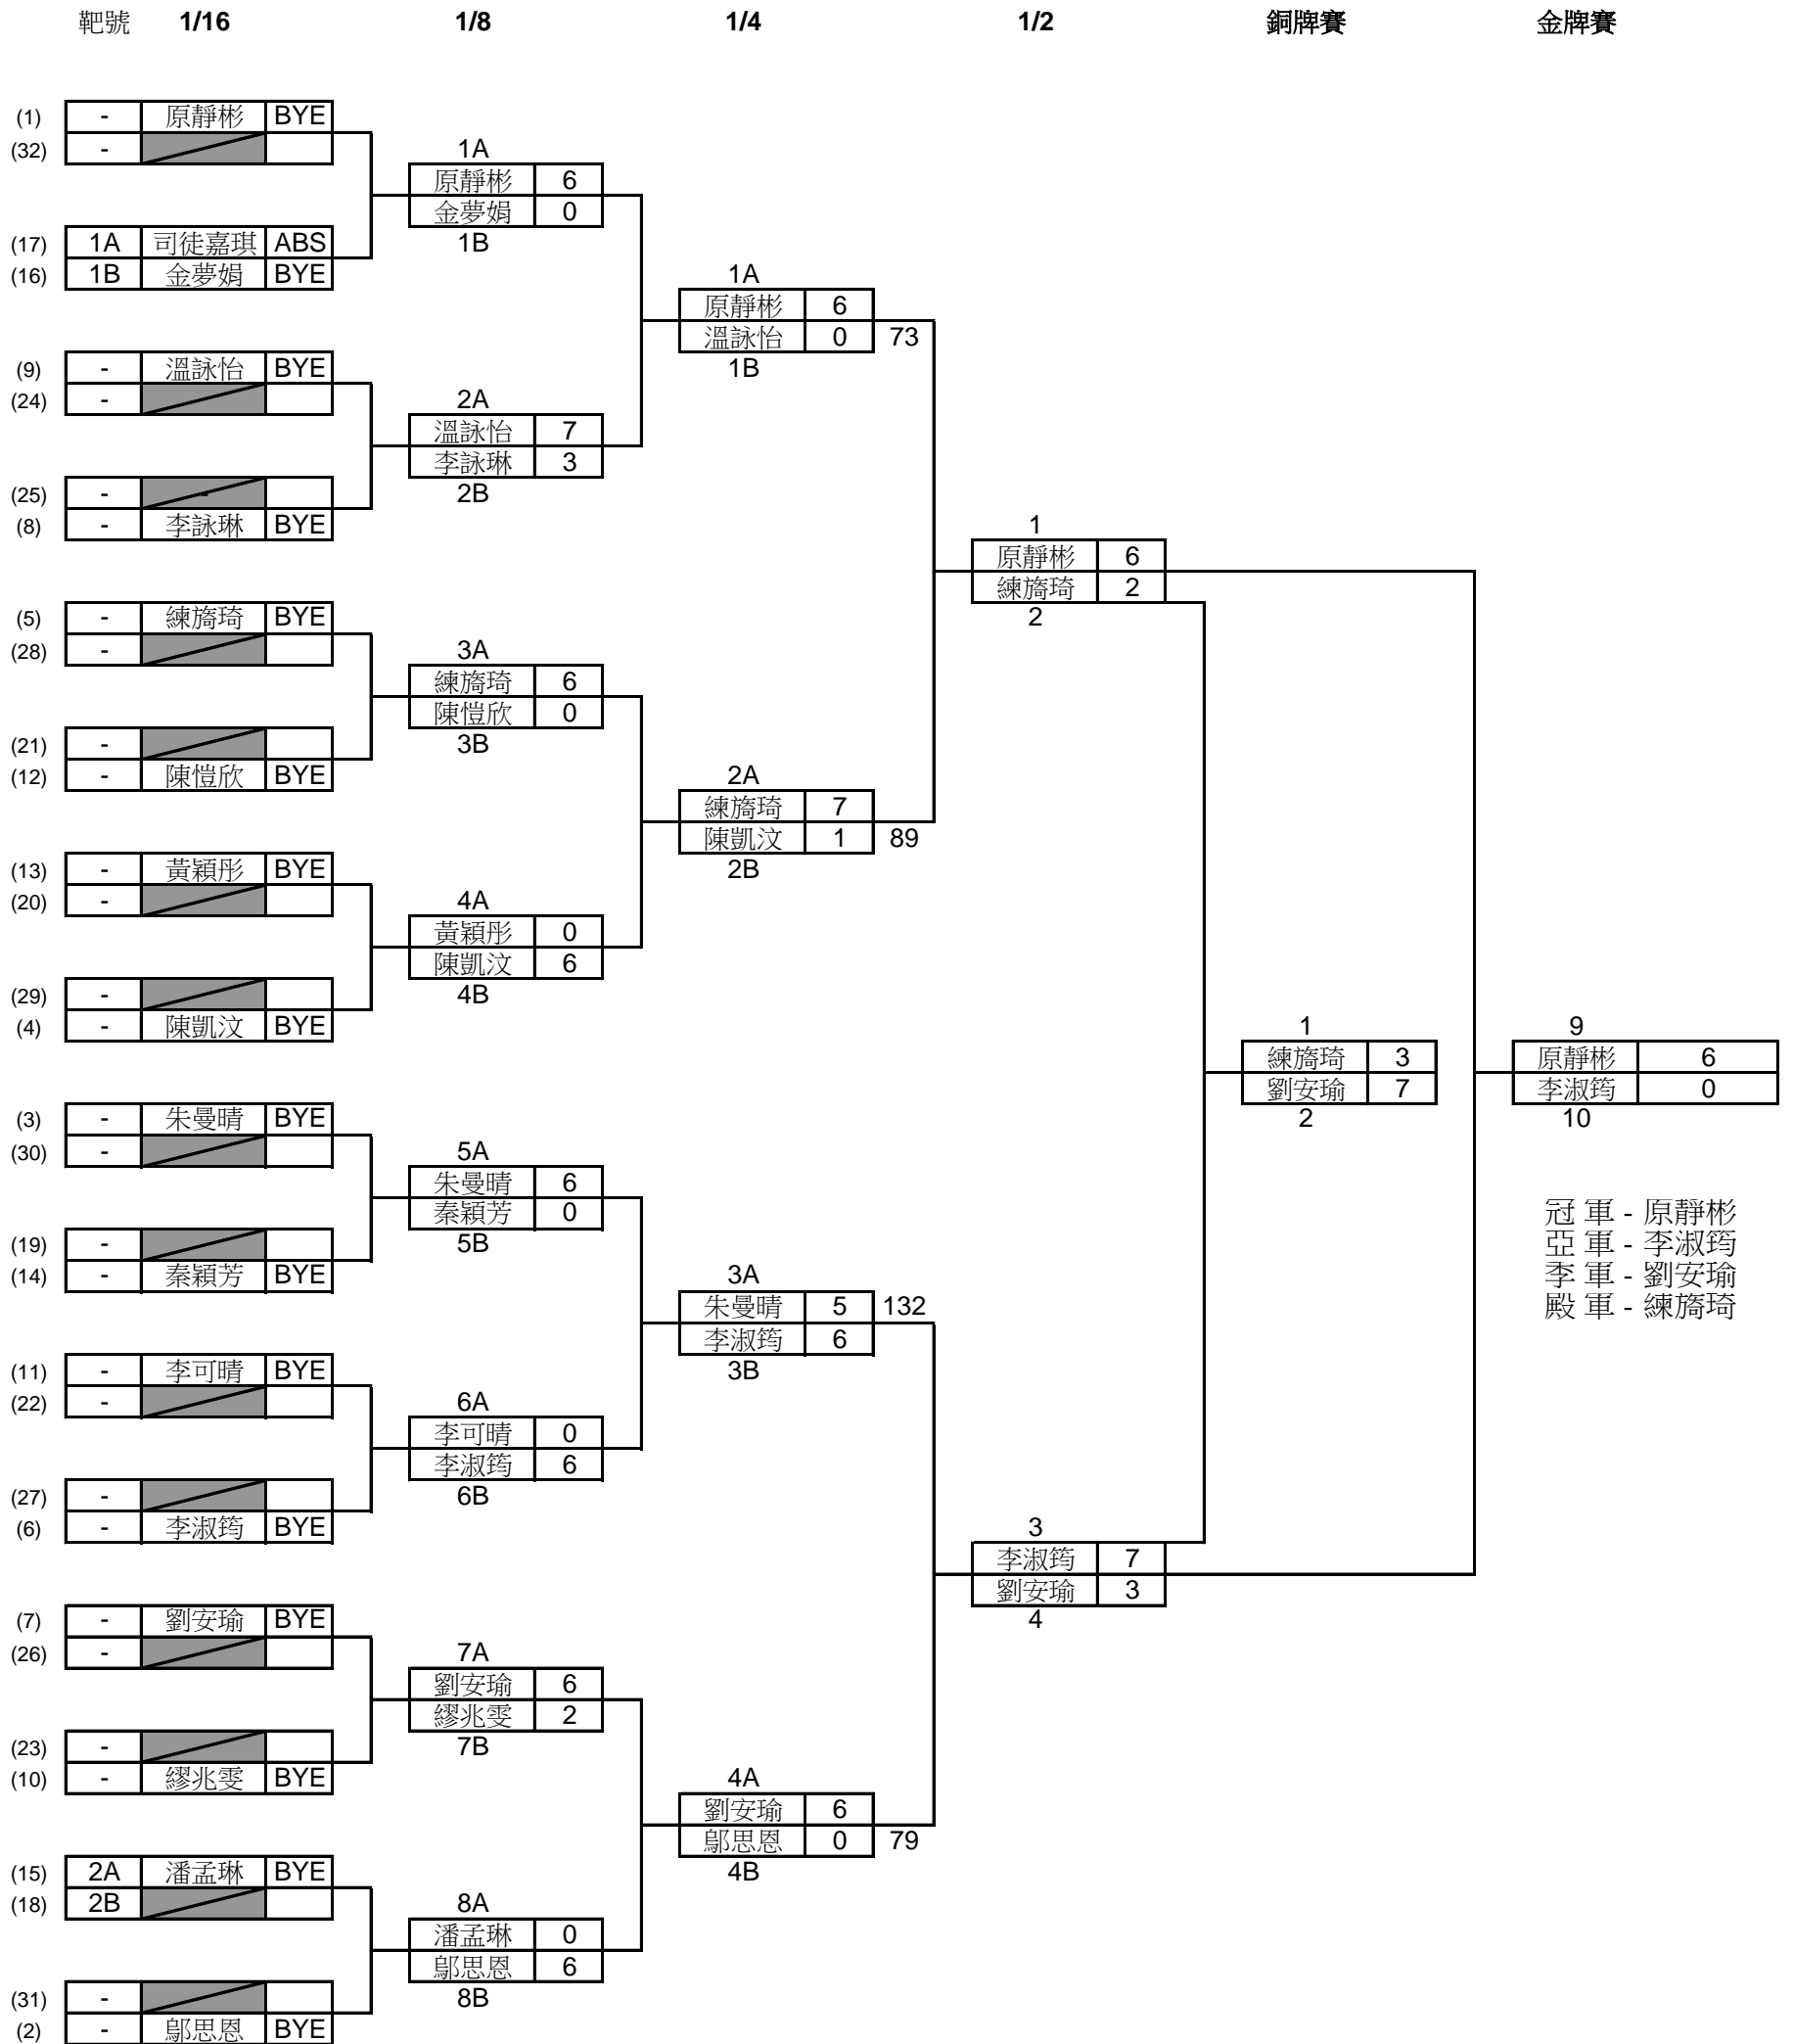 靶號 1/16 1/8 1/4 1/2 銅牌賽 金牌賽
(1) - 原靜彬 BYE
(32) -
1A
原靜彬 6
金夢娟 0
1B
(17) 1A 司徒嘉琪 ABS
(16) 1B 金夢娟 BYE
1A
原靜彬 6
溫詠怡 0 73
1B
(9) - 溫詠怡 BYE
(24) -
2A
溫詠怡 7
李詠琳 3
2B
(25) - -
(8) - 李詠琳 BYE
1
原靜彬 6
練旖琦 2
2
(5) - 練旖琦 BYE
(28) -
3A
練旖琦 6
陳愷欣 0
3B
(21) -
(12) - 陳愷欣 BYE
2A
練旖琦 7
陳凱汶 1 89
2B
(13) - 黃穎彤 BYE
(20) -
4A
黃穎彤 0
陳凱汶 6
4B
(29) -
(4) - 陳凱汶 BYE
1
練旖琦 3
劉安瑜 7
2
9
原靜彬 6
李淑筠 0
10
(3) - 朱曼晴 BYE
(30) -
5A
朱曼晴 6
秦穎芳 0
5B
冠 軍 - 原靜彬
亞 軍 - 李淑筠
季 軍 - 劉安瑜
殿 軍 - 練旖琦
(19) -
(14) - 秦穎芳 BYE
3A
朱曼晴 5 132
李淑筠 6
3B
(11) - 李可晴 BYE
(22) -
6A
李可晴 0
李淑筠 6
6B
(27) -
(6) - 李淑筠 BYE
3
李淑筠 7
劉安瑜 3
4
(7) - 劉安瑜 BYE
(26) -
7A
劉安瑜 6
繆兆雯 2
7B
(23) -
(10) - 繆兆雯 BYE
4A
劉安瑜 6
鄔思恩 0 79
4B
(15) 2A 潘孟琳 BYE
(18) 2B
8A
潘孟琳 0
鄔思恩 6
8B
(31) -
(2) - 鄔思恩 BYE